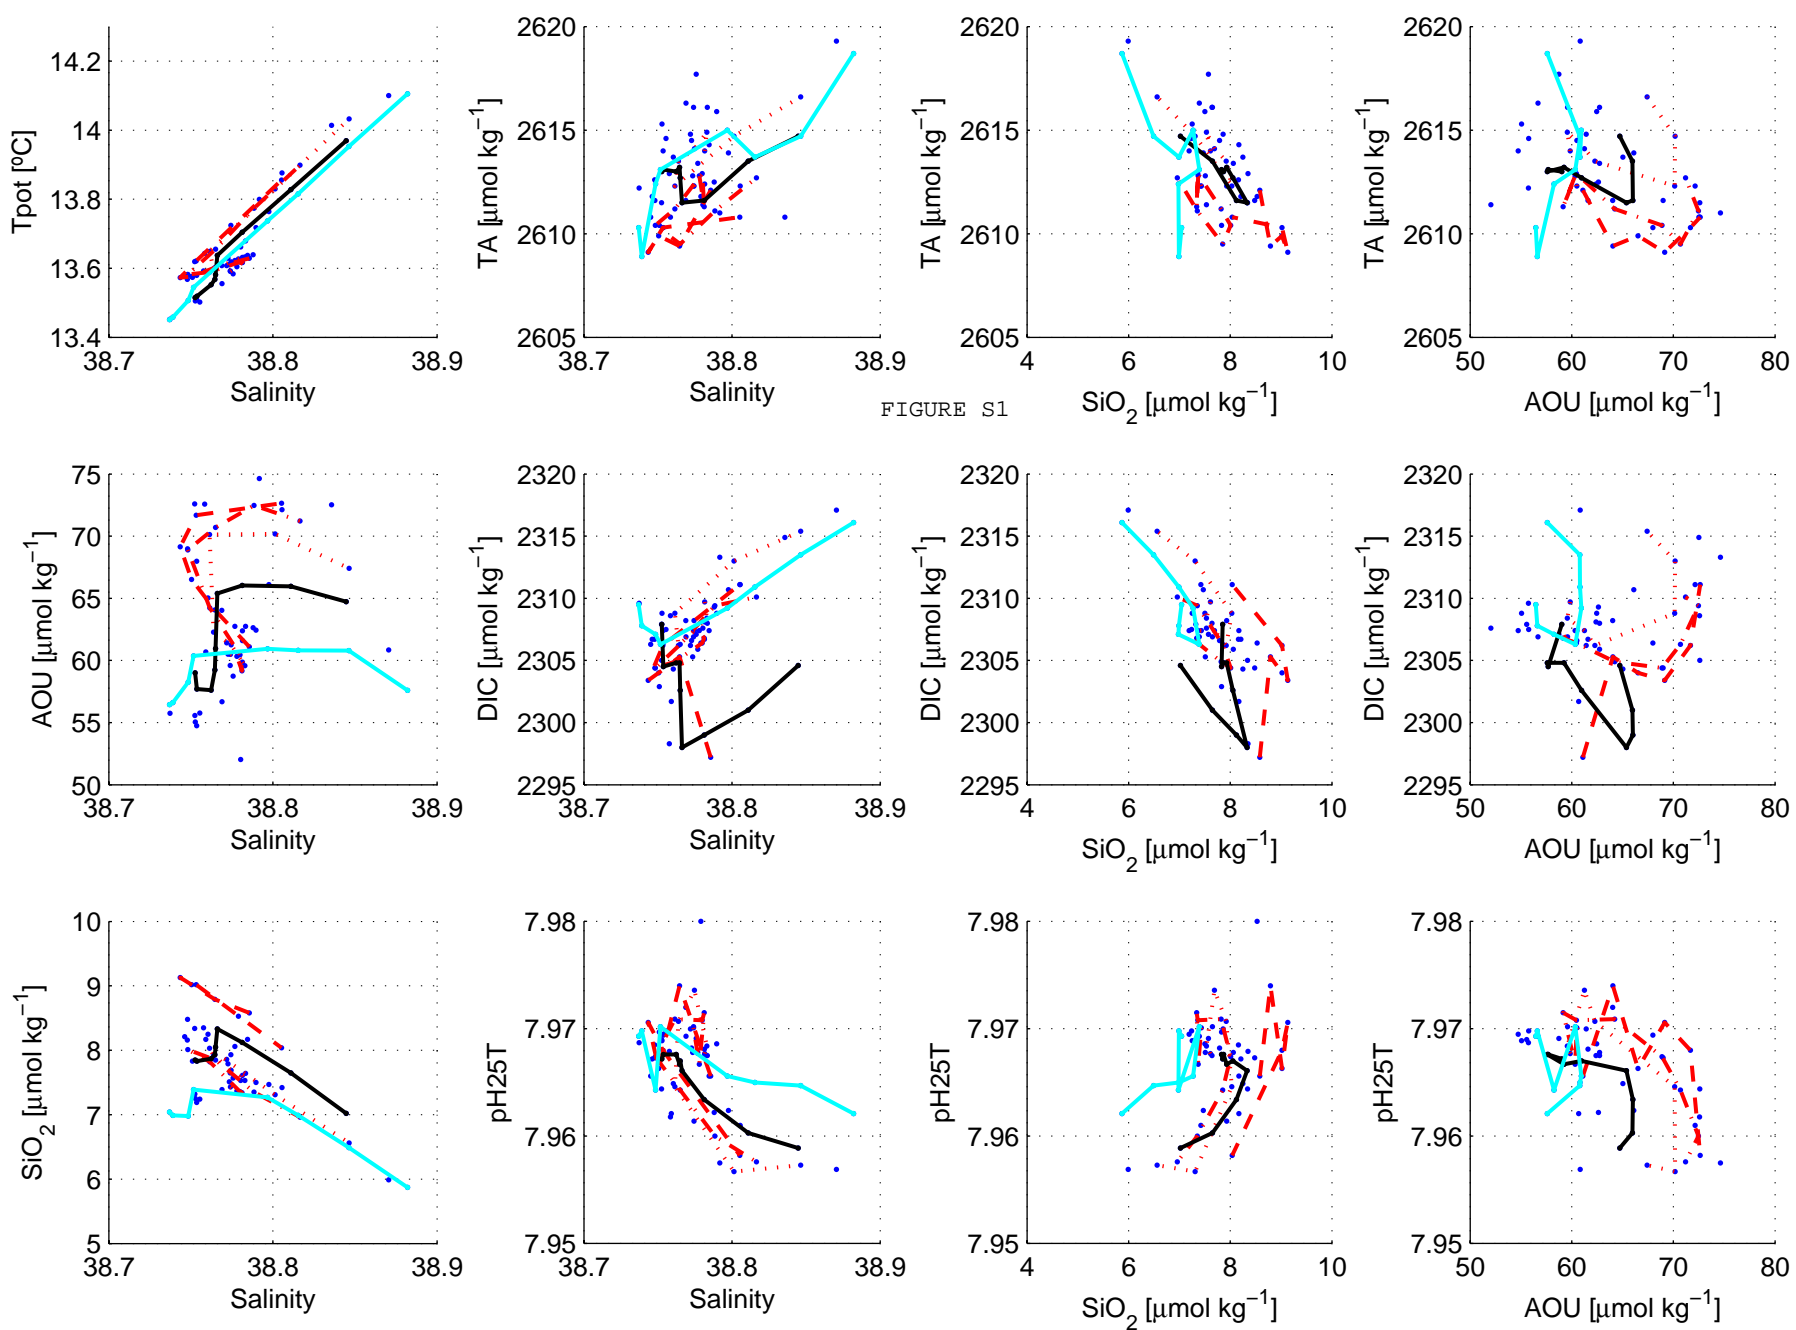 14.2
14
13.8
13.6
13.4
38.7 38.8 38.9
Tpot [ºC]
Salinity
2620
2615
2610
2605
38.7 38.8 38.9
TA [μmol kg−1]
Salinity
2620
2615
2610
2605
4 6 8 10
TA [μmol kg−1]
SiO2 [μmol kg−1]
2620
2615
2610
2605
50 60 70 80
TA [μmol kg−1]
AOU [μmol kg−1]
FIGURE S1
75
70
65
60
55
50
38.7 38.8 38.9
AOU [μmol kg−1]
Salinity
2320
2315
2310
2305
2300
2295
38.7 38.8 38.9
DIC [μmol kg−1]
Salinity
2320
2315
2310
2305
2300
2295
4 6 8 10
DIC [μmol kg−1]
SiO2 [μmol kg−1]
2320
2315
2310
2305
2300
2295
50 60 70 80
DIC [μmol kg−1]
AOU [μmol kg−1]
10
9
8
7
6
5
38.7 38.8 38.9
SiO2 [μmol kg−1]
Salinity
7.98
7.97
7.96
7.95
38.7 38.8 38.9
pH25T
Salinity
7.98
7.97
7.96
7.95
4 6 8 10
pH25T
SiO2 [μmol kg−1]
7.98
7.97
7.96
7.95
50 60 70 80
pH25T
AOU [μmol kg−1]